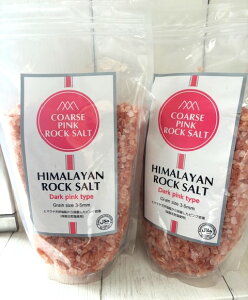 COARSE
PINK
ROCK SALT
HIMALAYAN
ROCK SALT
Dark pink type
Grain size 3-5mm
COARSE
PINK
ROCK SALT
HIMALAYAN
ROCK SALT
Dark pink type
Grain size 3-5mm